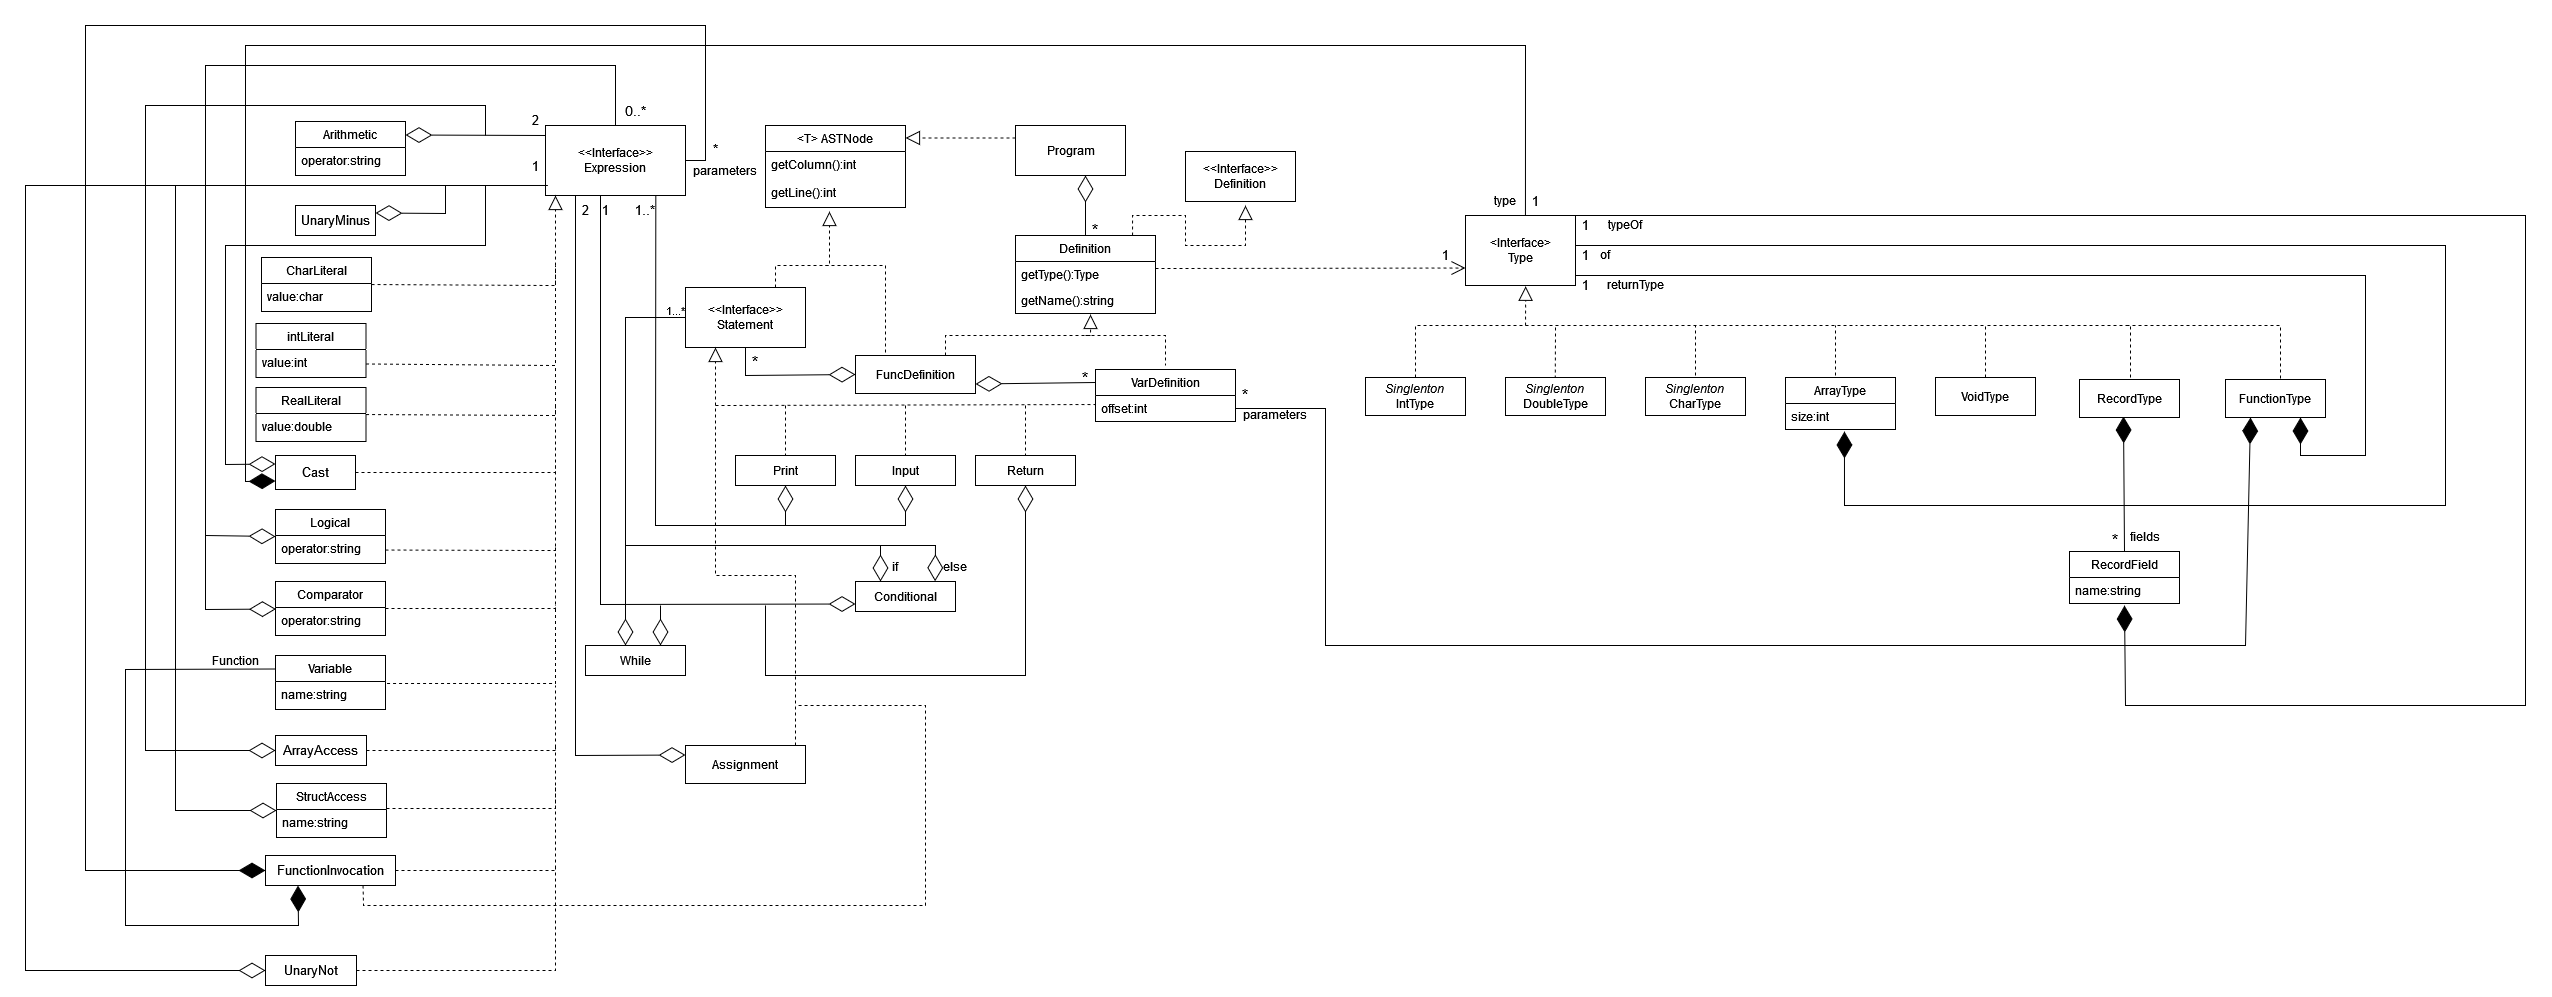 0..*
2
Arithmetic
operator:string
<<Interface>>
Expression
1
*
parameters
<T> ASTNode
getColumn():int
getLine():int
Program
<<Interface>>
Definition
UnaryMinus
2
1
1..*
*
Definition
getType():Type
getName():string
1
type
1
<Interface>
Type
1
typeOf
1
of
1
returnType
CharLiteral
value:char
intLiteral
value:int
RealLiteral
value:double
Cast
Logical
operator:string
Comparator
operator:string
Function
Variable
name:string
ArrayAccess
StructAccess
name:string
FunctionInvocation
UnaryNot
1...*
<<Interface>>
Statement
*
FuncDefinition
*
VarDefinition
offset:int
*
parameters
Print
Input
Return
if
else
Conditional
While
Assignment
Singlenton
IntType
Singlenton
DoubleType
Singlenton
CharType
ArrayType
size:int
VoidType
RecordType
FunctionType
*
fields
RecordField
name:string